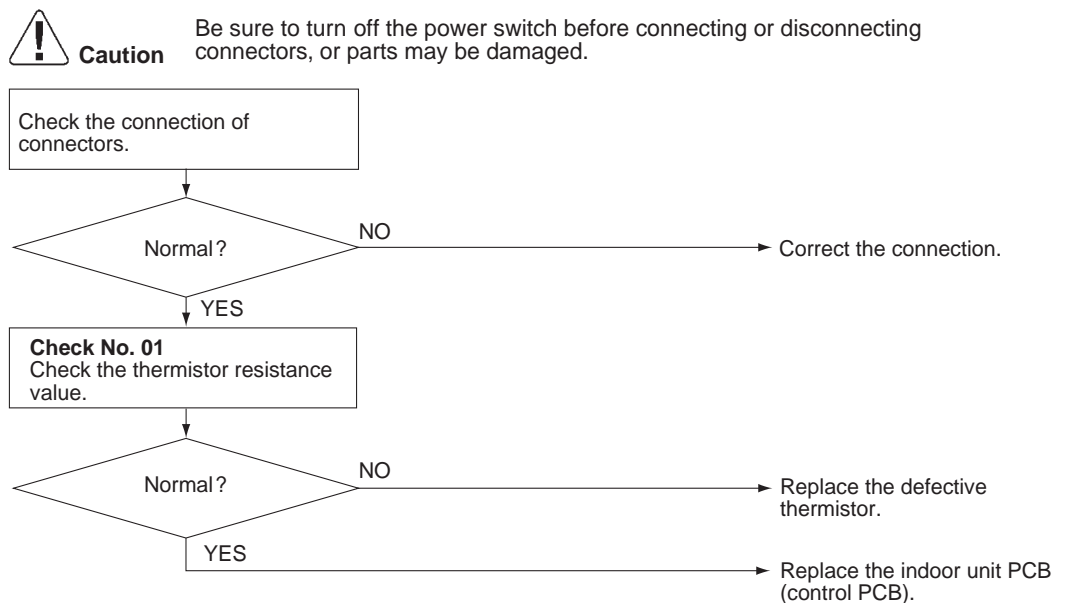 Be sure to turn off the power switch before connecting or disconnecting
Caution connectors, or parts may be damaged.
Check the connection of
connectors.
Normal?
NO
Correct the connection.
YES
Check No. 01
Check the thermistor resistance
value.
Normal?
NO
Replace the defective
thermistor.
YES
Replace the indoor unit PCB
(control PCB).